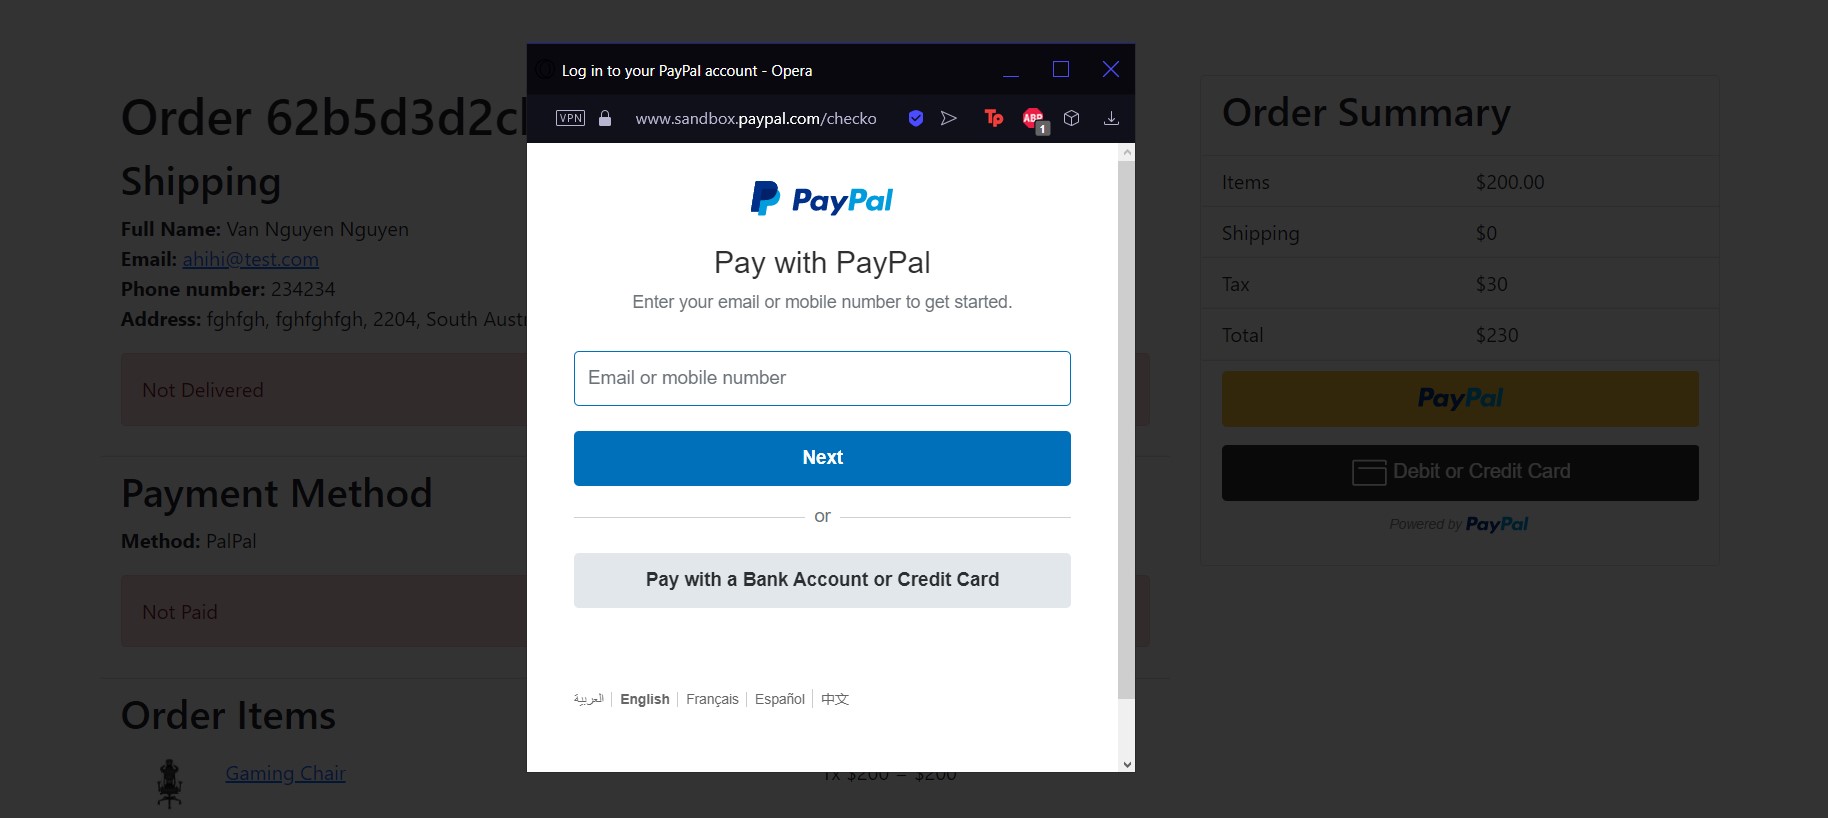 Log in to your PayPal account - Opera
VPN
www.sandbox.paypal.com/checko
Tp
ABP
1
PayPal
Pay with PayPal
Enter your email or mobile number to get started.
Email or mobile number
Next
or
Pay with a Bank Account or Credit Card
العربية
English
Français
Español
中文
Order 62b5d3d2cl
Shipping
Full Name: Van Nguyen Nguyen
Email: ahihi@test.com
Phone number: 234234
Address: fghfgh, fghfghfgh, 2204, South Austr
Not Delivered
Payment Method
Method: PalPal
Not Paid
Order Items
Gaming Chair
1x $200 = $200
Order Summary
Items $200.00
Shipping $0
Tax $30
Total $230
PayPal
Debit or Credit Card
Powered by PayPal